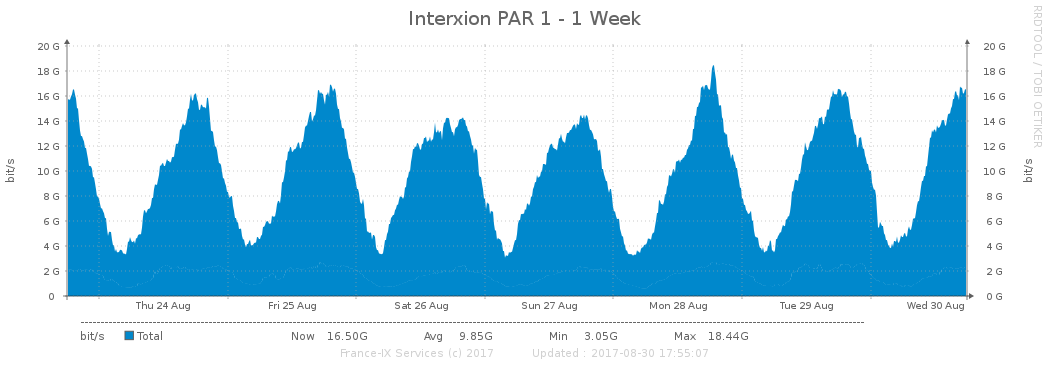 Interxion PAR 1 - 1 Week
RRDTOOL / TOBI OETIKER
20 G 20 G
18 G 18 G
16 G 16 G
14 G 14 G
12 G 12 G
10 G 10 G
8 G 8 G
6 G 6 G
4 G 4 G
2 G 2 G
0 0 G
bit/s bit/s
Thu 24 Aug Fri 25 Aug Sat 26 Aug Sun 27 Aug Mon 28 Aug Tue 29 Aug Wed 30 Aug
bit/s Total Now 16.50G Avg 9.85G Min 3.05G Max 18.44G
France-IX Services (c) 2017 Updated : 2017-08-30 17:55:07